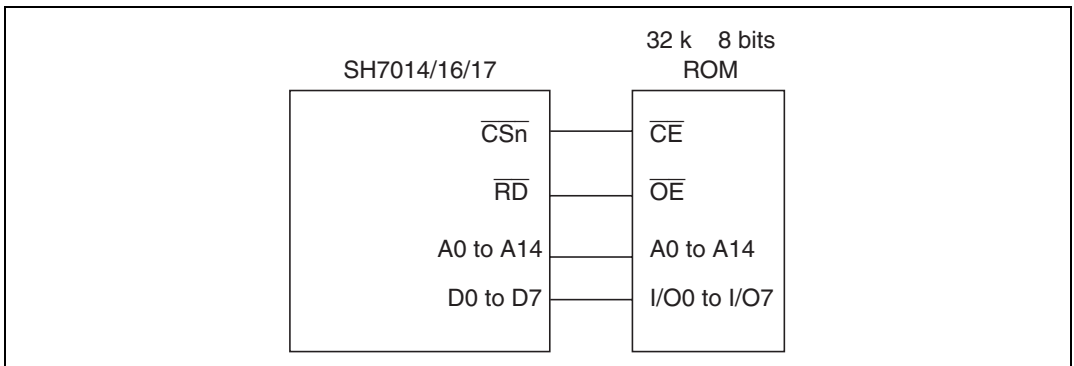 32 k 8 bits
SH7014/16/17 ROM
CSn CE
RD OE
A0 to A14 A0 to A14
D0 to D7 I/O0 to I/O7